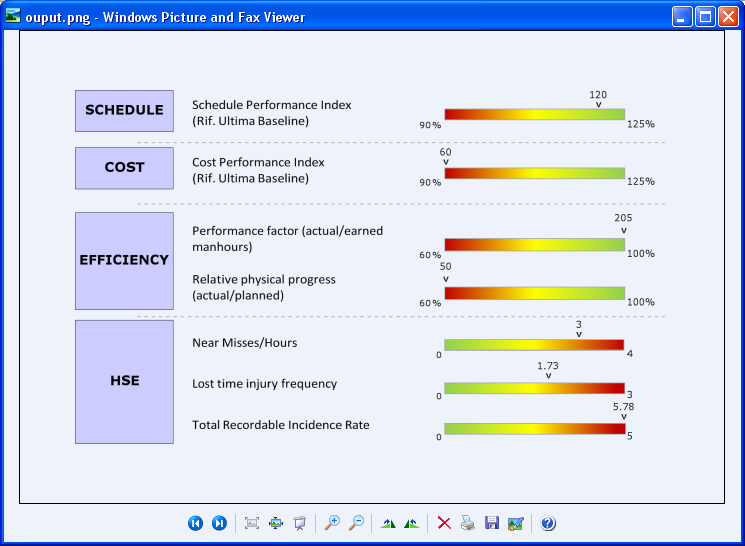 ouput.png - Windows Picture and Fax Viewer
SCHEDULE
Schedule Performance Index
(Rif. Ultima Baseline)
120
v
90%
125%
COST
Cost Performance Index
(Rif. Ultima Baseline)
60
v
90%
125%
EFFICIENCY
Performance factor (actual/earned
manhours)
205
v
60%
100%
Relative physical progress
(actual/planned)
50
v
60%
100%
HSE
Near Misses/Hours
3
v
0
4
Lost time injury frequency
1.73
v
0
3
Total Recordable Incidence Rate
5.78
v
0
5